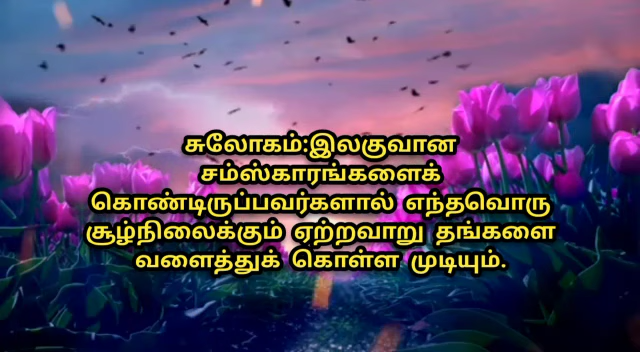 சுலோகம்:இலகுவான
சம்ஸ்காரங்களைக்
கொண்டிருப்பவர்களால் எந்தவொரு
சூழ்நிலைக்கும் ஏற்றவாறு தங்களை
வளைத்துக் கொள்ள முடியும்.